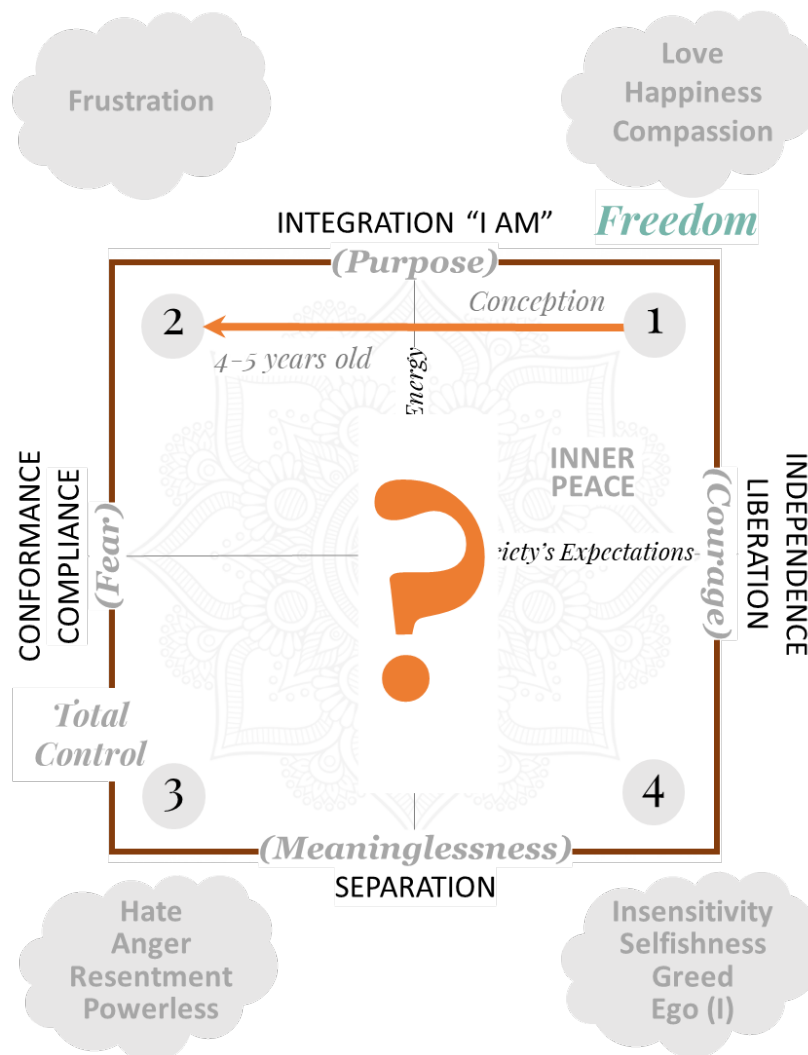 Frustration
Love
Happiness
Compassion
INTEGRATION “I AM”
Freedom
(Purpose)
2
Conception
1
4-5 years old
Energy
INNER
PEACE
CONFORMANCE
COMPLIANCE
(Fear)
?
iety’s Expectations
(Courage)
LIBERATION
INDEPENDENCE
Total
Control
3
4
(Meaninglessness)
SEPARATION
Hate
Anger
Resentment
Powerless
Insensitivity
Selfishness
Greed
Ego (I)